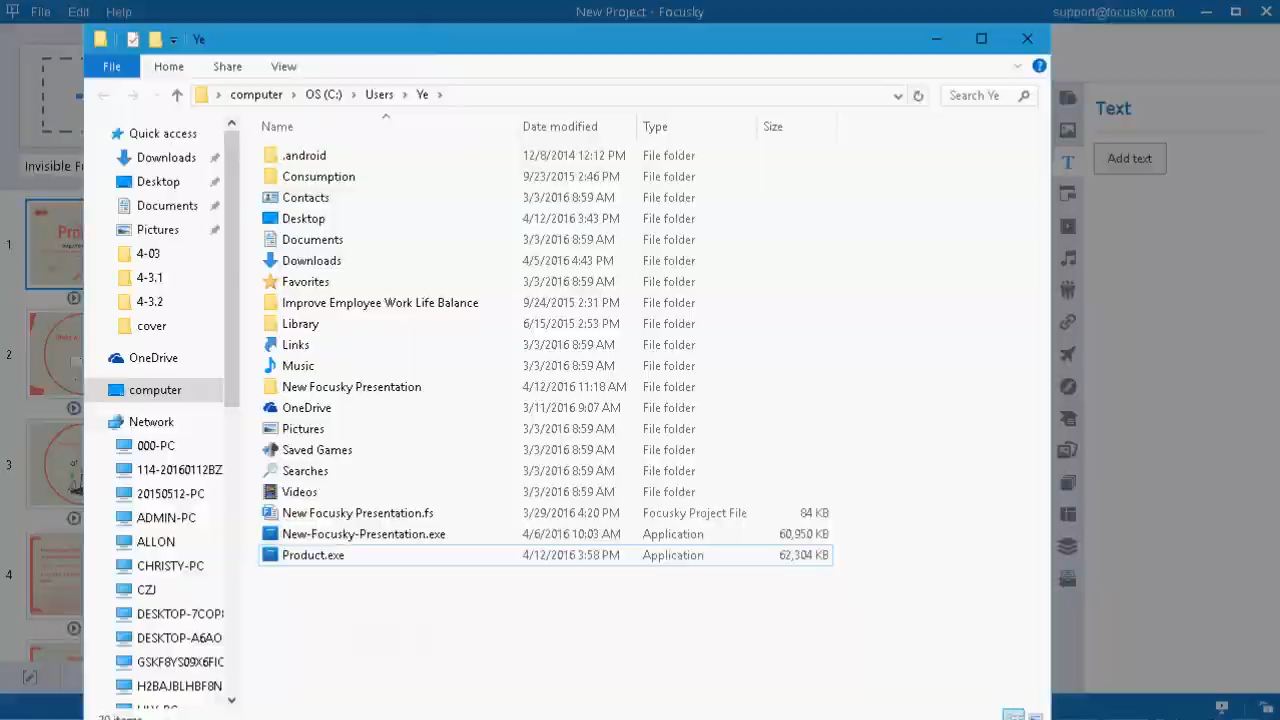 File Edit Help New Project - Focusky support@focusky.com
Ye
File Home Share View
computer OS (C:) Users Ye Search Ye
Name Date modified Type Size
Quick access
Downloads
Desktop
Documents
Pictures
4-03
4-3.1
4-3.2
cover
OneDrive
computer
Network
000-PC
114-20160112BZ
20150512-PC
ADMIN-PC
ALLON
CHRISTY-PC
CZJ
DESKTOP-7COP
DESKTOP-A6AO
GSKF8YS09X6FIC
H2BAJBLHBF8N
.android 12/8/2014 12:12 PM File folder
Consumption 9/23/2015 2:46 PM File folder
Contacts 3/3/2016 8:59 AM File folder
Desktop 4/12/2016 3:43 PM File folder
Documents 3/3/2016 8:59 AM File folder
Downloads 4/5/2016 4:43 PM File folder
Favorites 3/3/2016 8:59 AM File folder
Improve Employee Work Life Balance 9/24/2015 2:31 PM File folder
Library 6/15/2015 2:53 PM File folder
Links 3/3/2016 8:59 AM File folder
Music 3/3/2016 8:59 AM File folder
New Focusky Presentation 4/12/2016 11:18 AM File folder
OneDrive 3/11/2016 9:07 AM File folder
Pictures 3/3/2016 8:59 AM File folder
Saved Games 3/3/2016 8:59 AM File folder
Searches 3/3/2016 8:59 AM File folder
Videos 3/3/2016 8:59 AM File folder
New Focusky Presentation.fs 3/29/2016 4:20 PM Focusky Project File 84 KB
New-Focusky-Presentation.exe 4/6/2016 10:03 AM Application 60,950 KB
Product.exe 4/12/2016 3:58 PM Application 62,304 KB
Invisible
1
2
3
4
Text
Add text